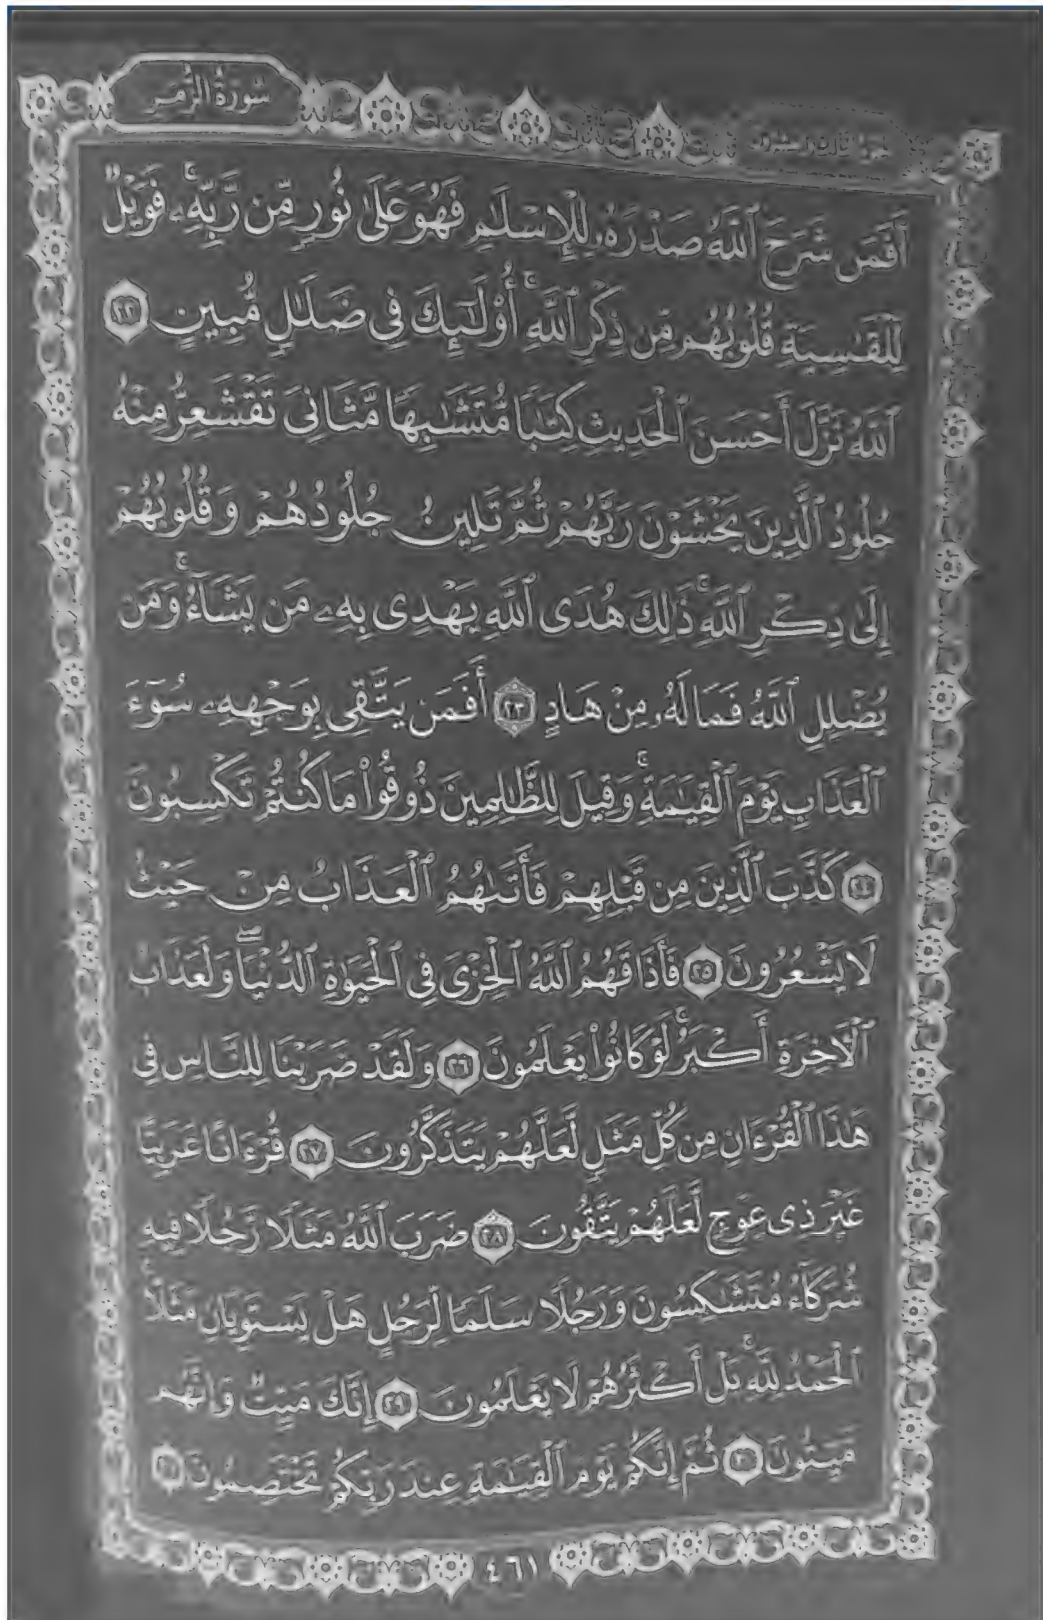 سُورَةُ الزُّمَرِ
أَفَمَن شَرَحَ ٱللَّهُ صَدْرَهُۥ لِلْإِسْلَٰمِ فَهُوَ عَلَىٰ نُورٍ مِّن رَّبِّهِۦۚ فَوَيْلٌ
لِّلْقَٰسِيَةِ قُلُوبُهُم مِّن ذِكْرِ ٱللَّهِۚ أُو۟لَٰٓئِكَ فِى ضَلَٰلٍ مُّبِينٍ ٢٢
ٱللَّهُ نَزَّلَ أَحْسَنَ ٱلْحَدِيثِ كِتَٰبًا مُّتَشَٰبِهًا مَّثَانِىَ تَقْشَعِرُّ مِنْهُ
جُلُودُ ٱلَّذِينَ يَخْشَوْنَ رَبَّهُمْ ثُمَّ تَلِينُ جُلُودُهُمْ وَقُلُوبُهُمْ
إِلَىٰ ذِكْرِ ٱللَّهِۚ ذَٰلِكَ هُدَى ٱللَّهِ يَهْدِى بِهِۦ مَن يَشَآءُۚ وَمَن
يُضْلِلِ ٱللَّهُ فَمَا لَهُۥ مِنْ هَادٍ ٢٣ أَفَمَن يَتَّقِى بِوَجْهِهِۦ سُوٓءَ
ٱلْعَذَابِ يَوْمَ ٱلْقِيَٰمَةِۚ وَقِيلَ لِلظَّٰلِمِينَ ذُوقُوا۟ مَا كُنتُمْ تَكْسِبُونَ
٢٤ كَذَّبَ ٱلَّذِينَ مِن قَبْلِهِمْ فَأَتَىٰهُمُ ٱلْعَذَابُ مِنْ حَيْثُ
لَا يَشْعُرُونَ ٢٥ فَأَذَاقَهُمُ ٱللَّهُ ٱلْخِزْىَ فِى ٱلْحَيَوٰةِ ٱلدُّنْيَاۖ وَلَعَذَابُ
ٱلْءَاخِرَةِ أَكْبَرُۚ لَوْ كَانُوا۟ يَعْلَمُونَ ٢٦ وَلَقَدْ ضَرَبْنَا لِلنَّاسِ فِى
هَٰذَا ٱلْقُرْءَانِ مِن كُلِّ مَثَلٍ لَّعَلَّهُمْ يَتَذَكَّرُونَ ٢٧ قُرْءَانًا عَرَبِيًّا
غَيْرَ ذِى عِوَجٍ لَّعَلَّهُمْ يَتَّقُونَ ٢٨ ضَرَبَ ٱللَّهُ مَثَلًا رَّجُلًا فِيهِ
شُرَكَآءُ مُتَشَٰكِسُونَ وَرَجُلًا سَلَمًا لِّرَجُلٍ هَلْ يَسْتَوِيَانِ مَثَلًاۚ
ٱلْحَمْدُ لِلَّهِۚ بَلْ أَكْثَرُهُمْ لَا يَعْلَمُونَ ٢٩ إِنَّكَ مَيِّتٌ وَإِنَّهُم
مَّيِّتُونَ ٣٠ ثُمَّ إِنَّكُمْ يَوْمَ ٱلْقِيَٰمَةِ عِندَ رَبِّكُمْ تَخْتَصِمُونَ ٣١
٤٦١